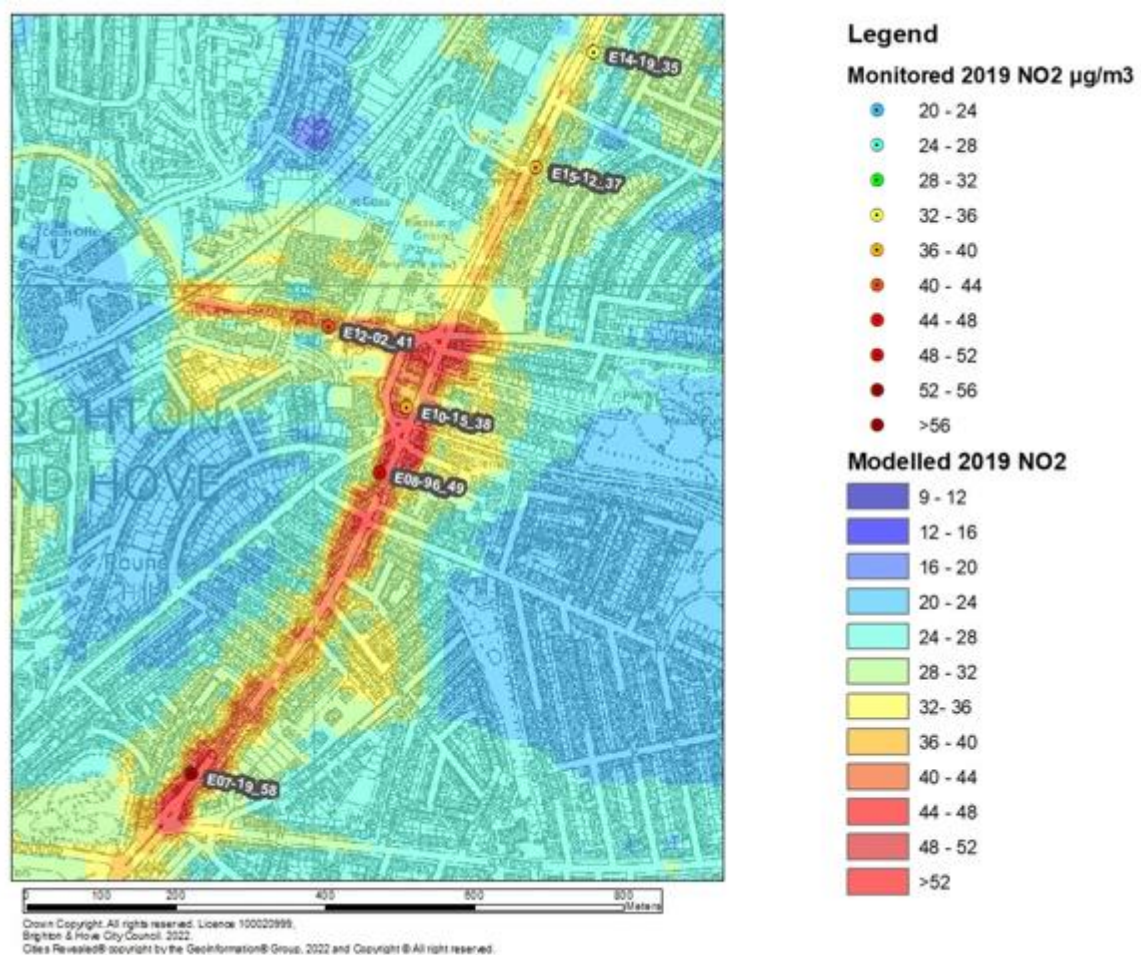 E14-19_35
E15-12_37
E12-02_41
E10-15_38
E08-96_49
E07-19_58
RIGHTON
ND HOVE
Round
Hill
0 100 200 400 600 800
Meters
Crown Copyright. All rights reserved. Licence 100020999,
Brighton & Hove City Council. 2022.
Cities Revealed® copyright by the Geoinformation® Group, 2022 and Copyright © All right reserved.
Legend
Monitored 2019 NO2 µg/m3
20 - 24
24 - 28
28 - 32
32 - 36
36 - 40
40 - 44
44 - 48
48 - 52
52 - 56
>56
Modelled 2019 NO2
9 - 12
12 - 16
16 - 20
20 - 24
24 - 28
28 - 32
32- 36
36 - 40
40 - 44
44 - 48
48 - 52
>52